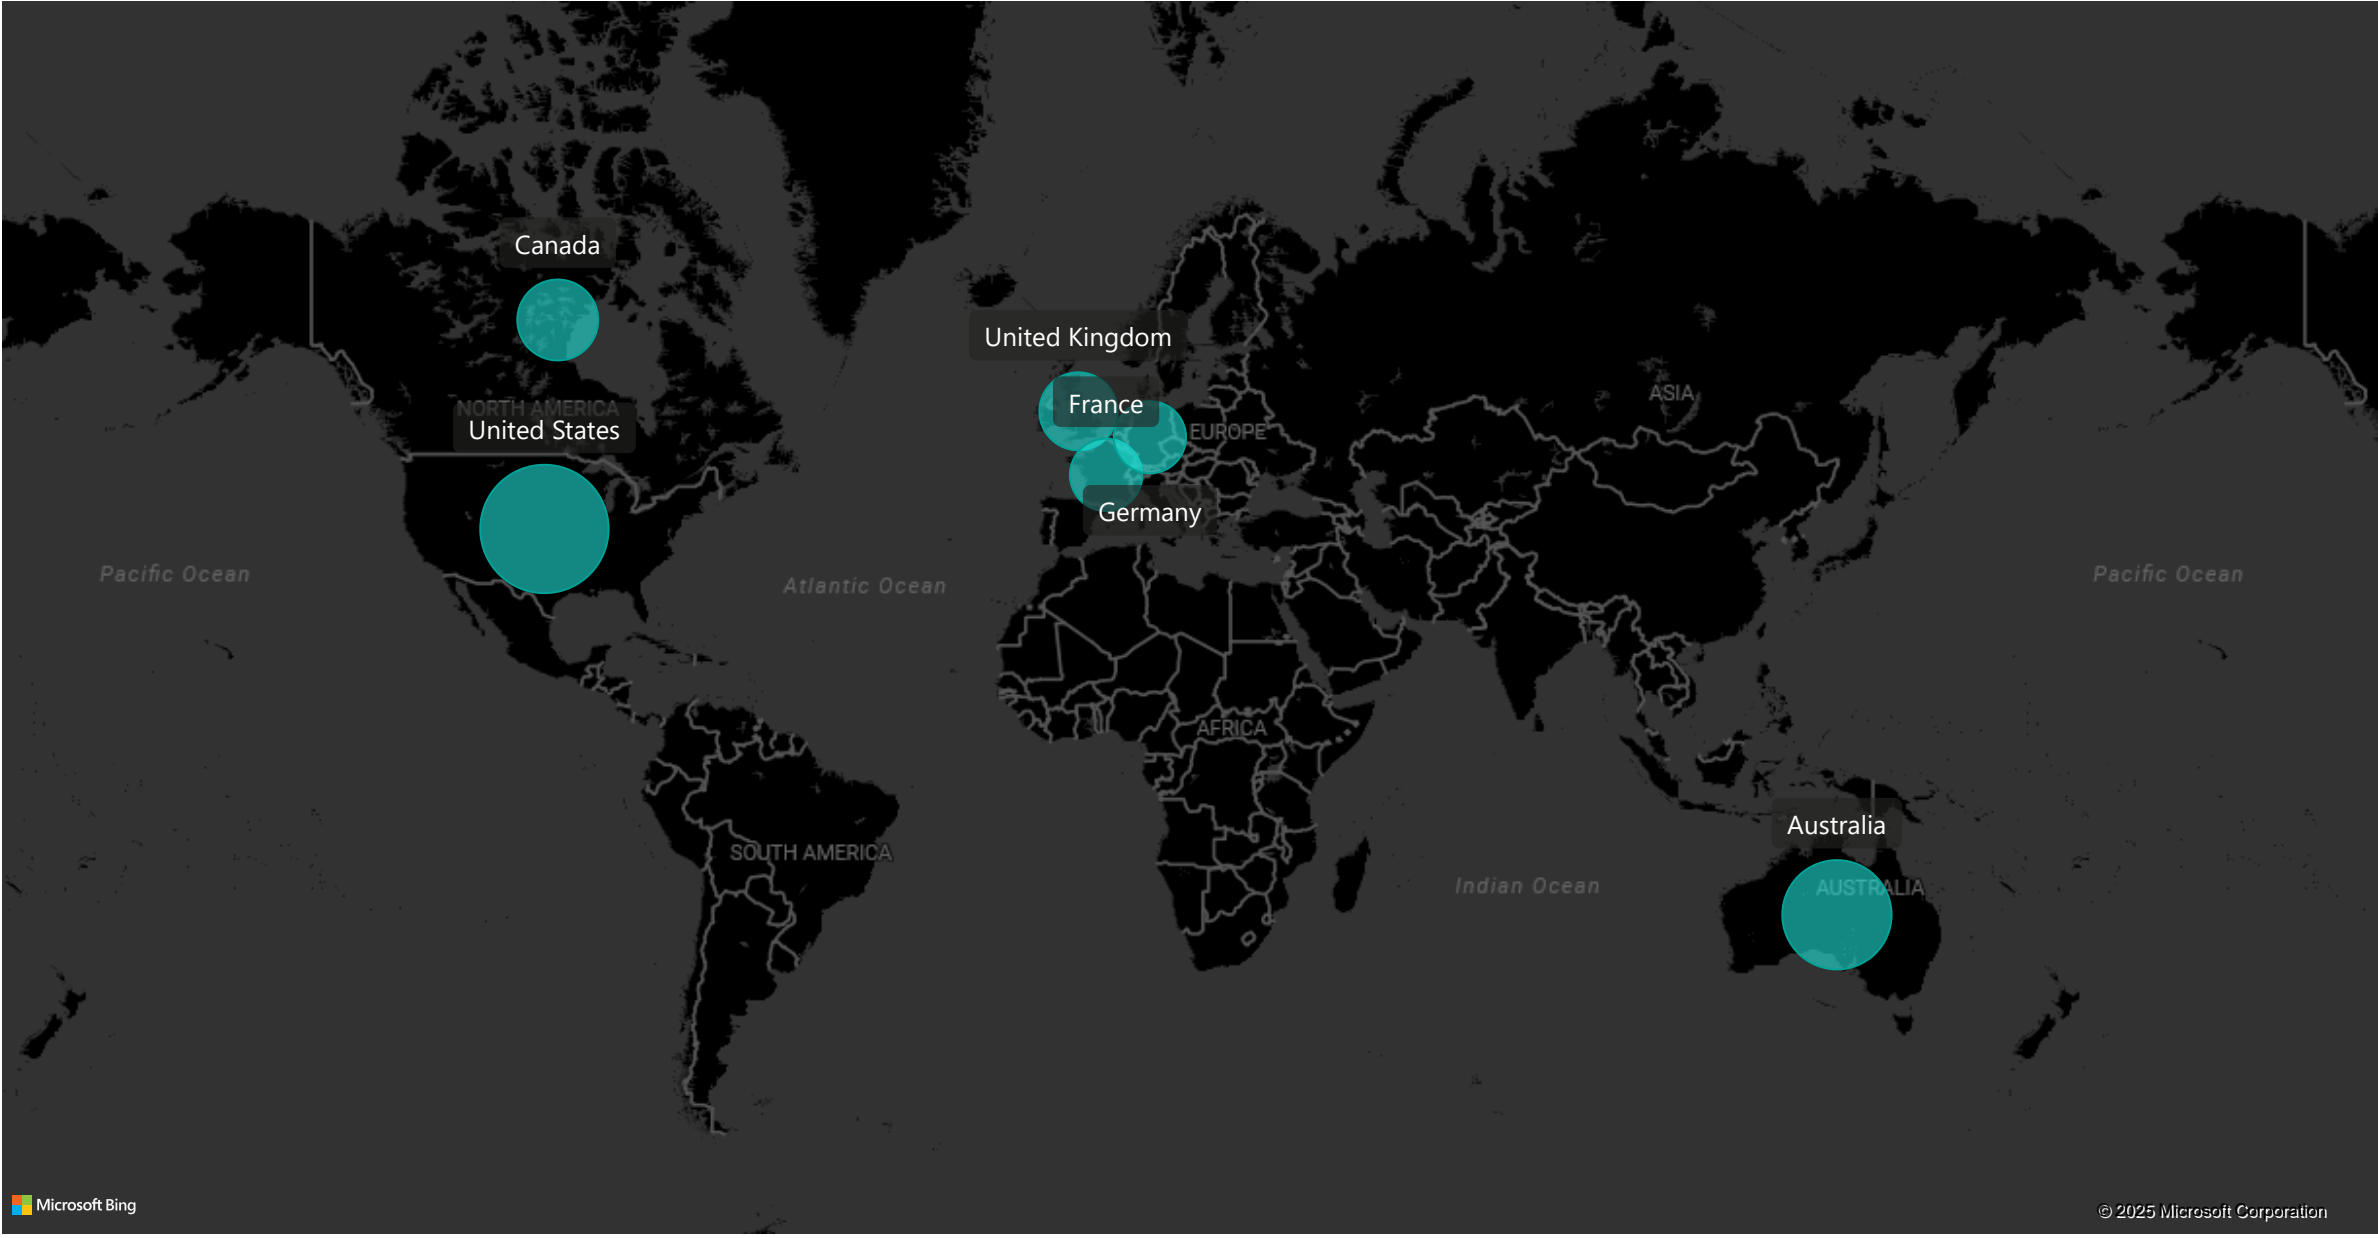 Canada
United Kingdom
ASIA
France
NORTH AMERICA
United States
EUROPE
Germany
Pacific Ocean
Atlantic Ocean
Pacific Ocean
AFRICA
Australia
SOUTH AMERICA
Indian Ocean
AUSTRALIA
Microsoft Bing
© 2025 Microsoft Corporation